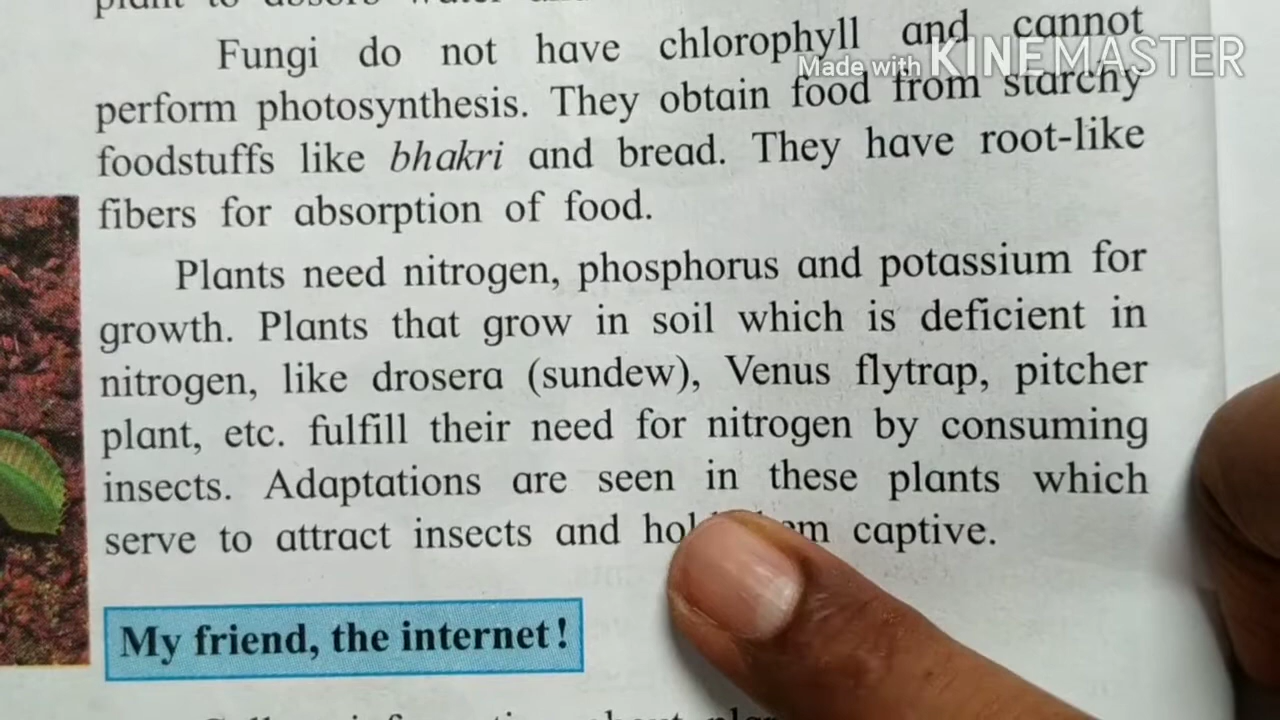 plant to absorb water
Fungi do not have chlorophyll and cannot
Made with KINEMASTER
perform photosynthesis. They obtain food from starchy
foodstuffs like bhakri and bread. They have root-like
fibers for absorption of food.
Plants need nitrogen, phosphorus and potassium for
growth. Plants that grow in soil which is deficient in
nitrogen, like drosera (sundew), Venus flytrap, pitcher
plant, etc. fulfill their need for nitrogen by consuming
insects. Adaptations are seen in these plants which
serve to attract insects and captive.
My friend, the internet!